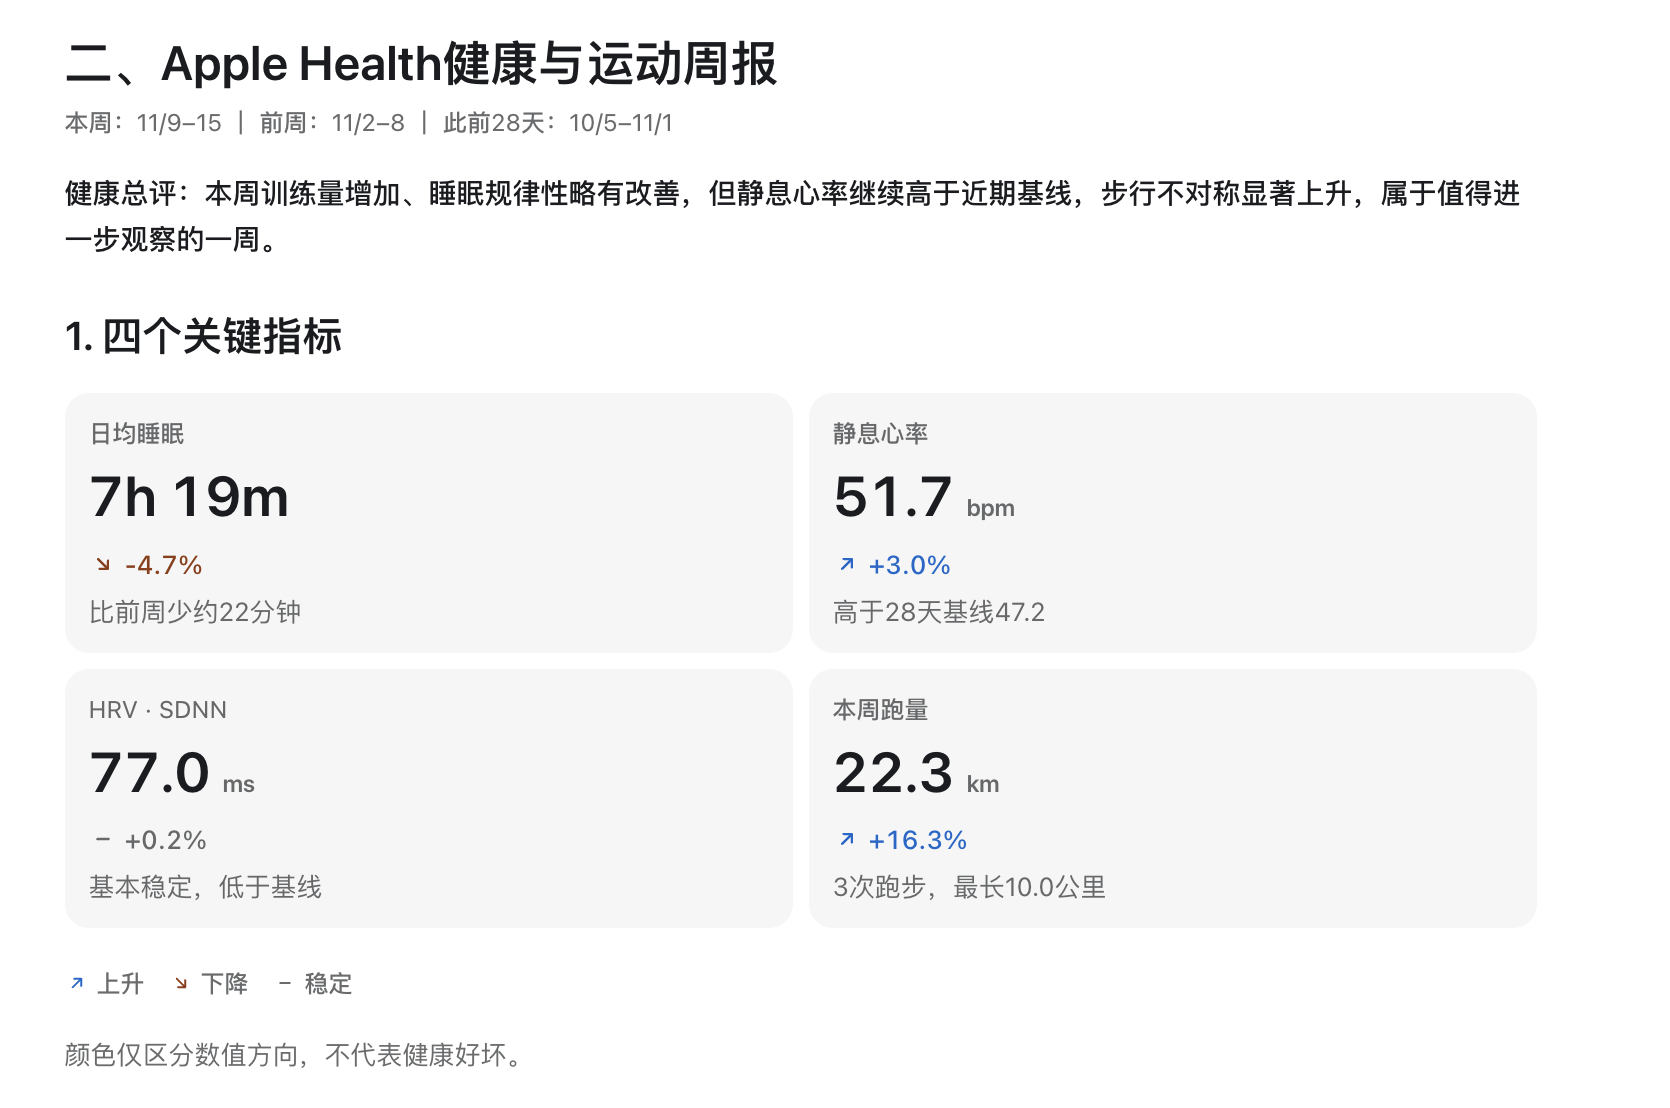 二、Apple Health健康与运动周报
本周：11/9–15 ｜ 前周：11/2–8 ｜ 此前28天：10/5–11/1
健康总评：本周训练量增加、睡眠规律性略有改善，但静息心率继续高于近期基线，步行不对称显著上升，属于值得进
一步观察的一周。
1. 四个关键指标
日均睡眠
7h 19m
↘ -4.7%
比前周少约22分钟
静息心率
51.7 bpm
↗ +3.0%
高于28天基线47.2
HRV · SDNN
77.0 ms
– +0.2%
基本稳定，低于基线
本周跑量
22.3 km
↗ +16.3%
3次跑步，最长10.0公里
↗ 上升 ↘ 下降 – 稳定
颜色仅区分数值方向，不代表健康好坏。